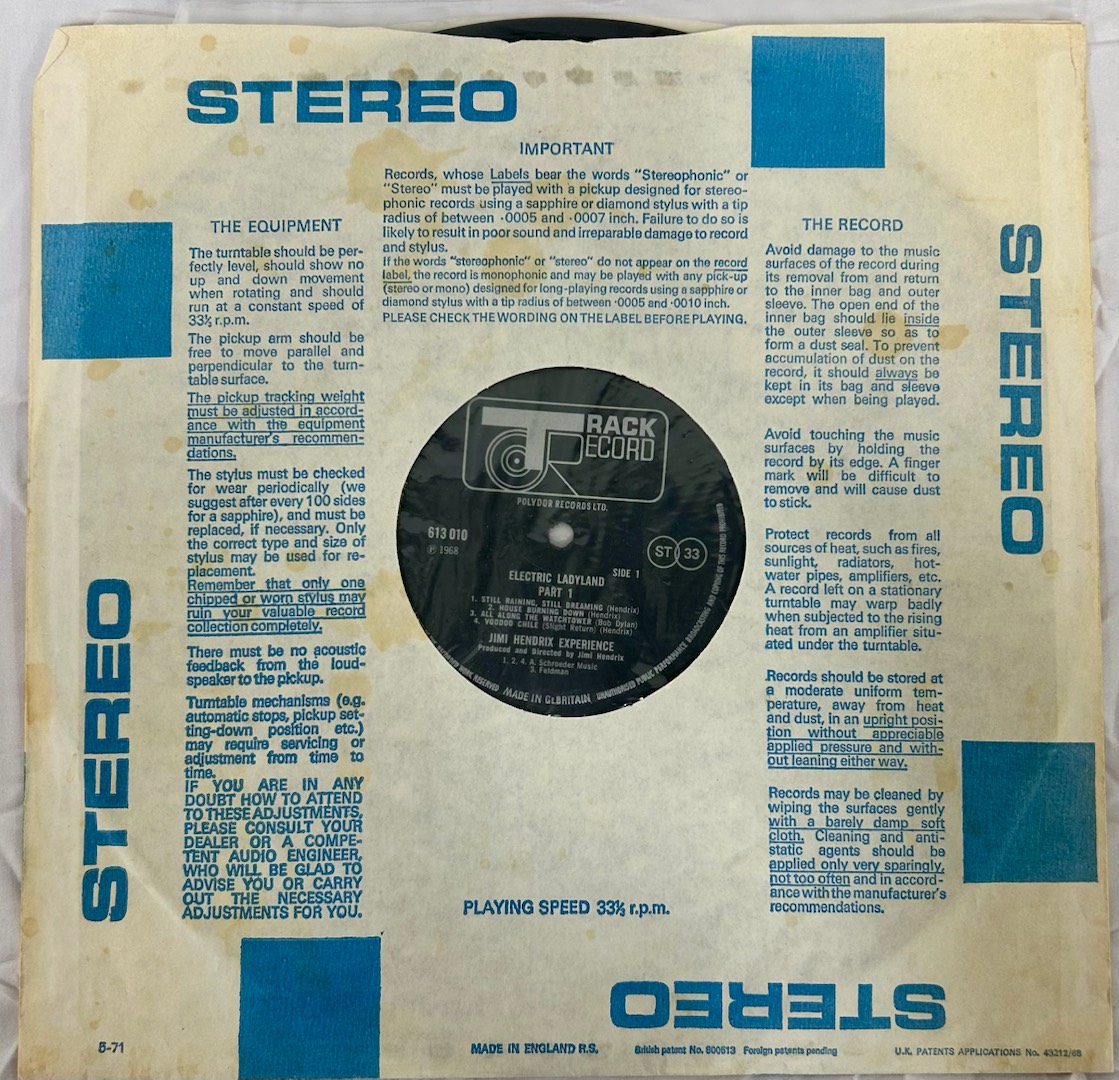 STEREO
IMPORTANT
Records, whose Labels bear the words "Stereophonic" or
"Stereo" must be played with a pickup designed for stereo-
phonic records using a sapphire or diamond stylus with a tip
radius of between ·0005 and ·0007 inch. Failure to do so is
likely to result in poor sound and irreparable damage to record
and stylus.
If the words "stereophonic" or "stereo" do not appear on the record
label, the record is monophonic and may be played with any pick-up
(stereo or mono) designed for long-playing records using a sapphire or
diamond stylus with a tip radius of between ·0005 and ·0010 inch.
PLEASE CHECK THE WORDING ON THE LABEL BEFORE PLAYING.
THE EQUIPMENT
The turntable should be per-
fectly level, should show no
up and down movement
when rotating and should
run at a constant speed of
33⅓ r.p.m.
The pickup arm should be
free to move parallel and
perpendicular to the turn-
table surface.
The pickup tracking weight
must be adjusted in accord-
ance with the equipment
manufacturer's recommen-
dations.
The stylus must be checked
for wear periodically (we
suggest after every 100 sides
for a sapphire), and must be
replaced, if necessary. Only
the correct type and size of
stylus may be used for re-
placement.
Remember that only one
chipped or worn stylus may
ruin your valuable record
collection completely.
There must be no acoustic
feedback from the loud-
speaker to the pickup.
Turntable mechanisms (e.g.
automatic stops, pickup set-
ting-down position etc.)
may require servicing or
adjustment from time to
time.
IF YOU ARE IN ANY
DOUBT HOW TO ATTEND
TO THESE ADJUSTMENTS,
PLEASE CONSULT YOUR
DEALER OR A COMPE-
TENT AUDIO ENGINEER,
WHO WILL BE GLAD TO
ADVISE YOU OR CARRY
OUT THE NECESSARY
ADJUSTMENTS FOR YOU.
STEREO
TRACK
RECORD
POLYDOR RECORDS LTD.
613 010
℗ 1968
ST 33
SIDE 1
ELECTRIC LADYLAND
PART 1
1. STILL RAINING, STILL DREAMING (Hendrix)
2. HOUSE BURNING DOWN (Hendrix)
3. ALL ALONG THE WATCHTOWER (Bob Dylan)
4. VOODOO CHILE (Slight Return) (Hendrix)
JIMI HENDRIX EXPERIENCE
Produced and Directed by Jimi Hendrix
1, 2, 4. A. Schroeder Music
3. Feldman
RESERVED MADE IN GT. BRITAIN UNAUTHORISED PUBLIC PERFORMANCE BROADCASTING AND COPYING OF THIS RECORD PROHIBITED
THE RECORD
Avoid damage to the music
surfaces of the record during
its removal from and return
to the inner bag and outer
sleeve. The open end of the
inner bag should lie inside
the outer sleeve so as to
form a dust seal. To prevent
accumulation of dust on the
record, it should always be
kept in its bag and sleeve
except when being played.
Avoid touching the music
surfaces by holding the
record by its edge. A finger
mark will be difficult to
remove and will cause dust
to stick.
Protect records from all
sources of heat, such as fires,
sunlight, radiators, hot-
water pipes, amplifiers, etc.
A record left on a stationary
turntable may warp badly
when subjected to the rising
heat from an amplifier situ-
ated under the turntable.
Records should be stored at
a moderate uniform tem-
perature, away from heat
and dust, in an upright posi-
tion without appreciable
applied pressure and with-
out leaning either way.
Records may be cleaned by
wiping the surfaces gently
with a barely damp soft
cloth. Cleaning and anti-
static agents should be
applied only very sparingly,
not too often and in accord-
ance with the manufacturer's
recommendations.
STEREO
PLAYING SPEED 33⅓ r.p.m.
STEREO
5-71
MADE IN ENGLAND R.S.
British patent No. 800513 Foreign patents pending
U.K. PATENTS APPLICATIONS No. 43212/68